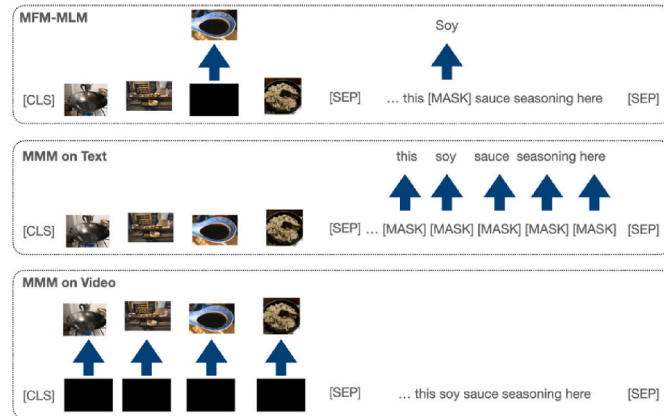 MFM-MLM
Soy
[CLS] [SEP] ... this [MASK] sauce seasoning here [SEP]
MMM on Text
this soy sauce seasoning here
[CLS] [SEP] ... [MASK] [MASK] [MASK] [MASK] [MASK] [SEP]
MMM on Video
[CLS] [SEP] ... this soy sauce seasoning here [SEP]